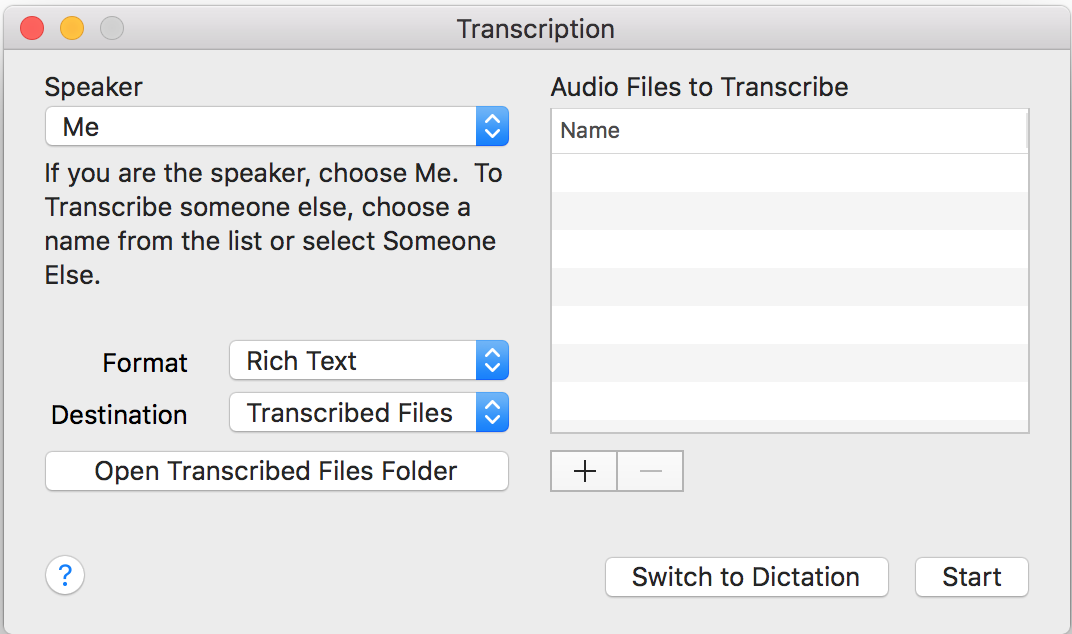 Transcription
Speaker
Me
If you are the speaker, choose Me.  To
Transcribe someone else, choose a
name from the list or select Someone
Else.
Format
Rich Text
Destination
Transcribed Files
Open Transcribed Files Folder
?
Audio Files to Transcribe
Name
+ −
Switch to Dictation
Start